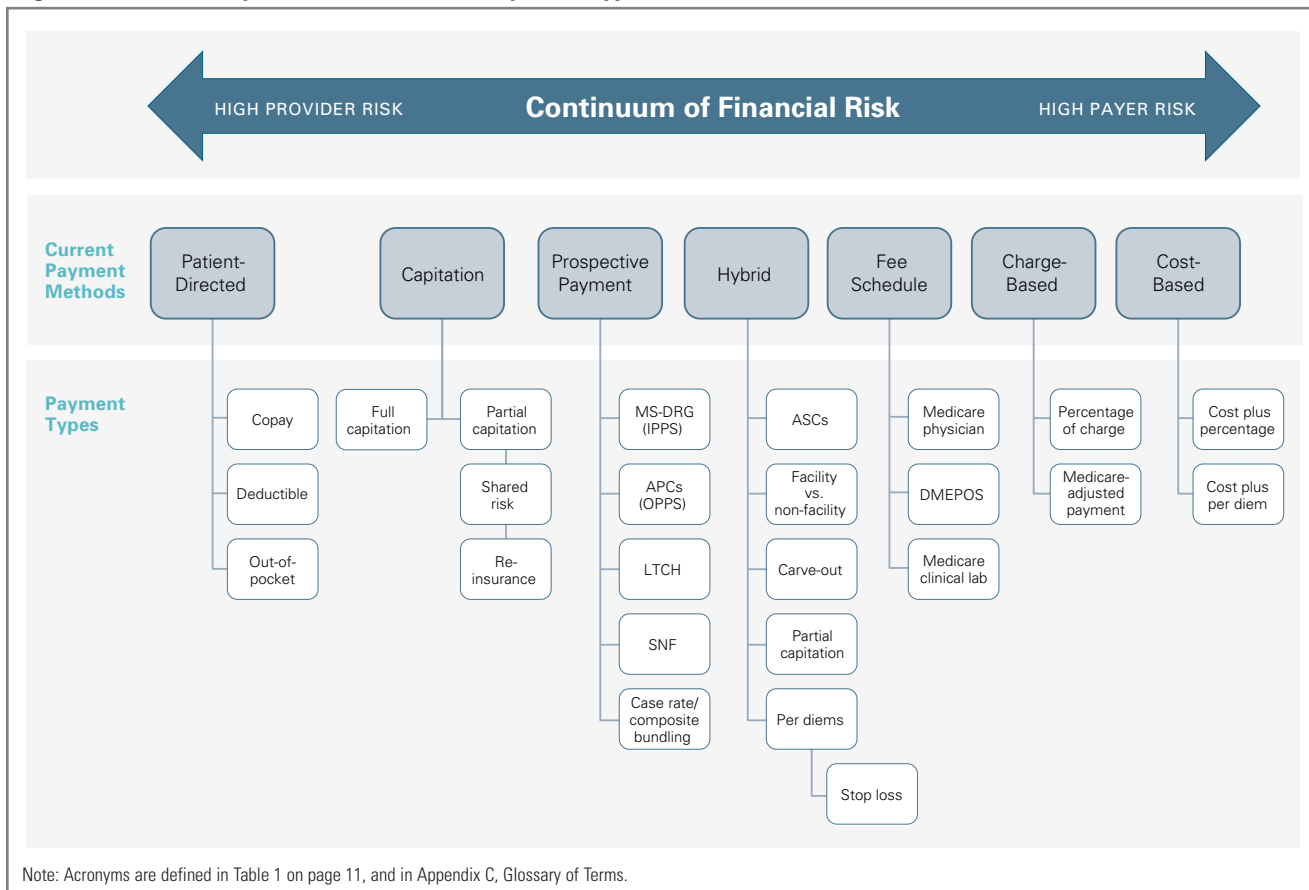 HIGH PROVIDER RISK
Continuum of Financial Risk
HIGH PAYER RISK
Current
Payment
Methods
Patient-
Directed
Capitation
Prospective
Payment
Hybrid
Fee
Schedule
Charge-
Based
Cost-
Based
Payment
Types
Copay
Deductible
Out-of-
pocket
Full
capitation
Partial
capitation
Shared
risk
Re-
insurance
MS-DRG
(IPPS)
APCs
(OPPS)
LTCH
SNF
Case rate/
composite
bundling
ASCs
Facility
vs.
non-facility
Carve-out
Partial
capitation
Per diems
Stop loss
Medicare
physician
DMEPOS
Medicare
clinical lab
Percentage
of charge
Medicare-
adjusted
payment
Cost plus
percentage
Cost plus
per diem
Note: Acronyms are defined in Table 1 on page 11, and in Appendix C, Glossary of Terms.